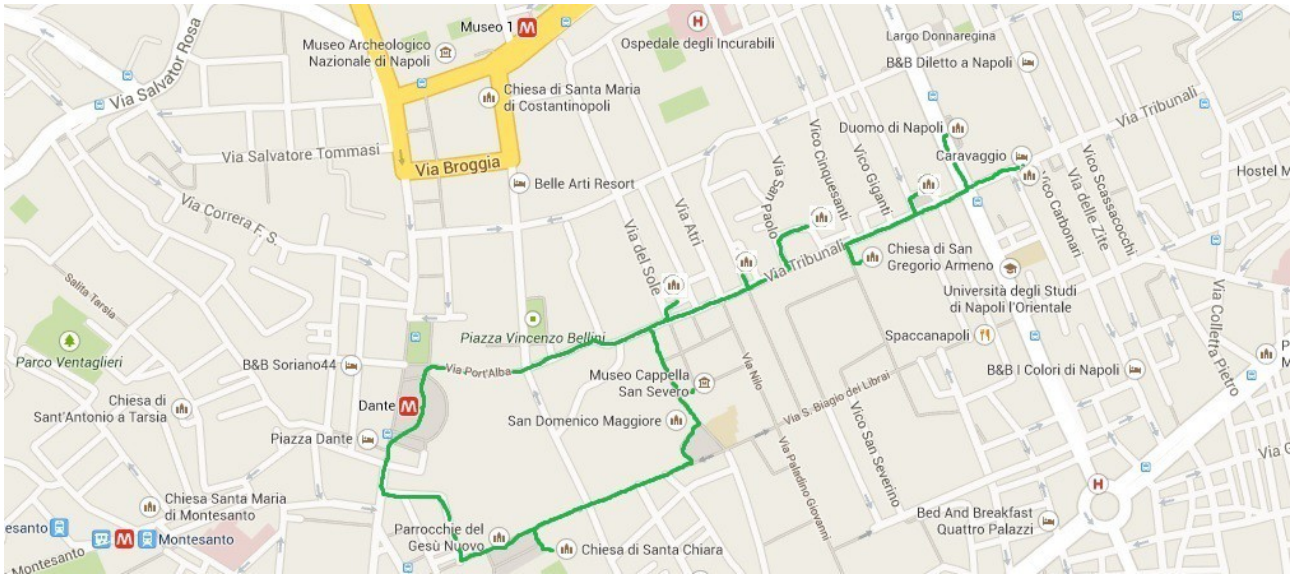 Museo 1 M
Museo Archeologico
Nazionale di Napoli
H
Ospedale degli Incurabili
Largo Donnaregina
B&B Diletto a Napoli
Via Salvator Rosa
Chiesa di Santa Maria
di Costantinopoli
Via Tribunali
Duomo di Napoli
Via Salvatore Tommasi
Via Broggia
Caravaggio
Belle Arti Resort
Hostel M
Via San Paolo
Vico Cinquesanti
Vico Giganti
Vico Carbonari
Via delle Zite
Vico Scassacocchi
Via Correra F. S.
Via del Sole
Via Atri
Via Tribunali
Chiesa di San
Gregorio Armeno
Università degli Studi
di Napoli l'Orientale
Salita Tarsia
Piazza Vincenzo Bellini
Spaccanapoli
Via Colletta Pietro
Parco Ventaglieri
B&B Soriano44
Via Port'Alba
Museo Cappella
San Severo
Via Nilo
B&B I Colori di Napoli
P
M
Chiesa di
Sant'Antonio a Tarsia
Dante M
San Domenico Maggiore
Via S. Biagio dei Librai
Piazza Dante
Via Paladino Giovanni
Vico San Severino
Via G
H
Chiesa Santa Maria
di Montesanto
Parrocchie del
Gesù Nuovo
Bed And Breakfast
Quattro Palazzi
tesanto
M Montesanto
Chiesa di Santa Chiara